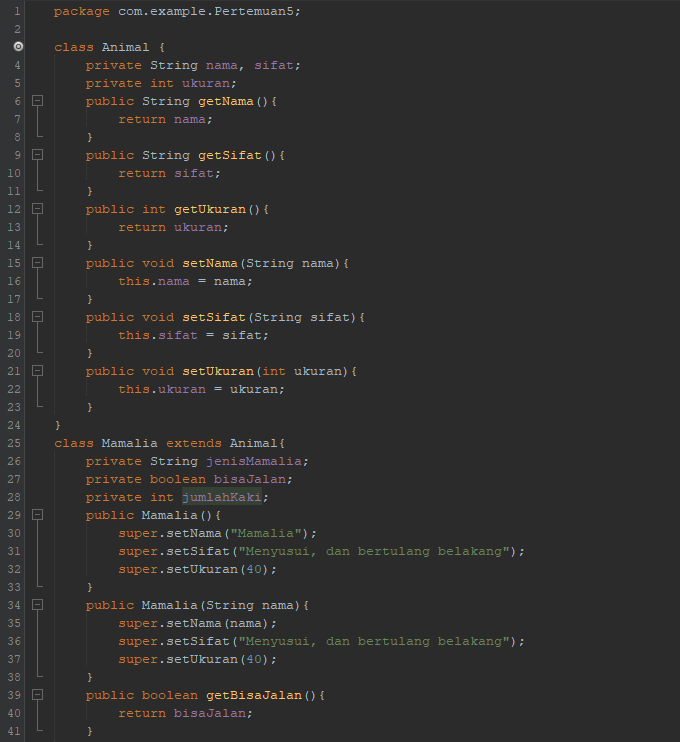 1 package com.example.Pertemuan5;
2
class Animal {
4 private String nama, sifat;
5 private int ukuran;
6 public String getNama(){
7 return nama;
8 }
9 public String getSifat(){
10 return sifat;
11 }
12 public int getUkuran(){
13 return ukuran;
14 }
15 public void setNama(String nama){
16 this.nama = nama;
17 }
18 public void setSifat(String sifat){
19 this.sifat = sifat;
20 }
21 public void setUkuran(int ukuran){
22 this.ukuran = ukuran;
23 }
24 }
25 class Mamalia extends Animal{
26 private String jenisMamalia;
27 private boolean bisaJalan;
28 private int jumlahKaki;
29 public Mamalia(){
30 super.setNama("Mamalia");
31 super.setSifat("Menyusui, dan bertulang belakang");
32 super.setUkuran(40);
33 }
34 public Mamalia(String nama){
35 super.setNama(nama);
36 super.setSifat("Menyusui, dan bertulang belakang");
37 super.setUkuran(40);
38 }
39 public boolean getBisaJalan(){
40 return bisaJalan;
41 }